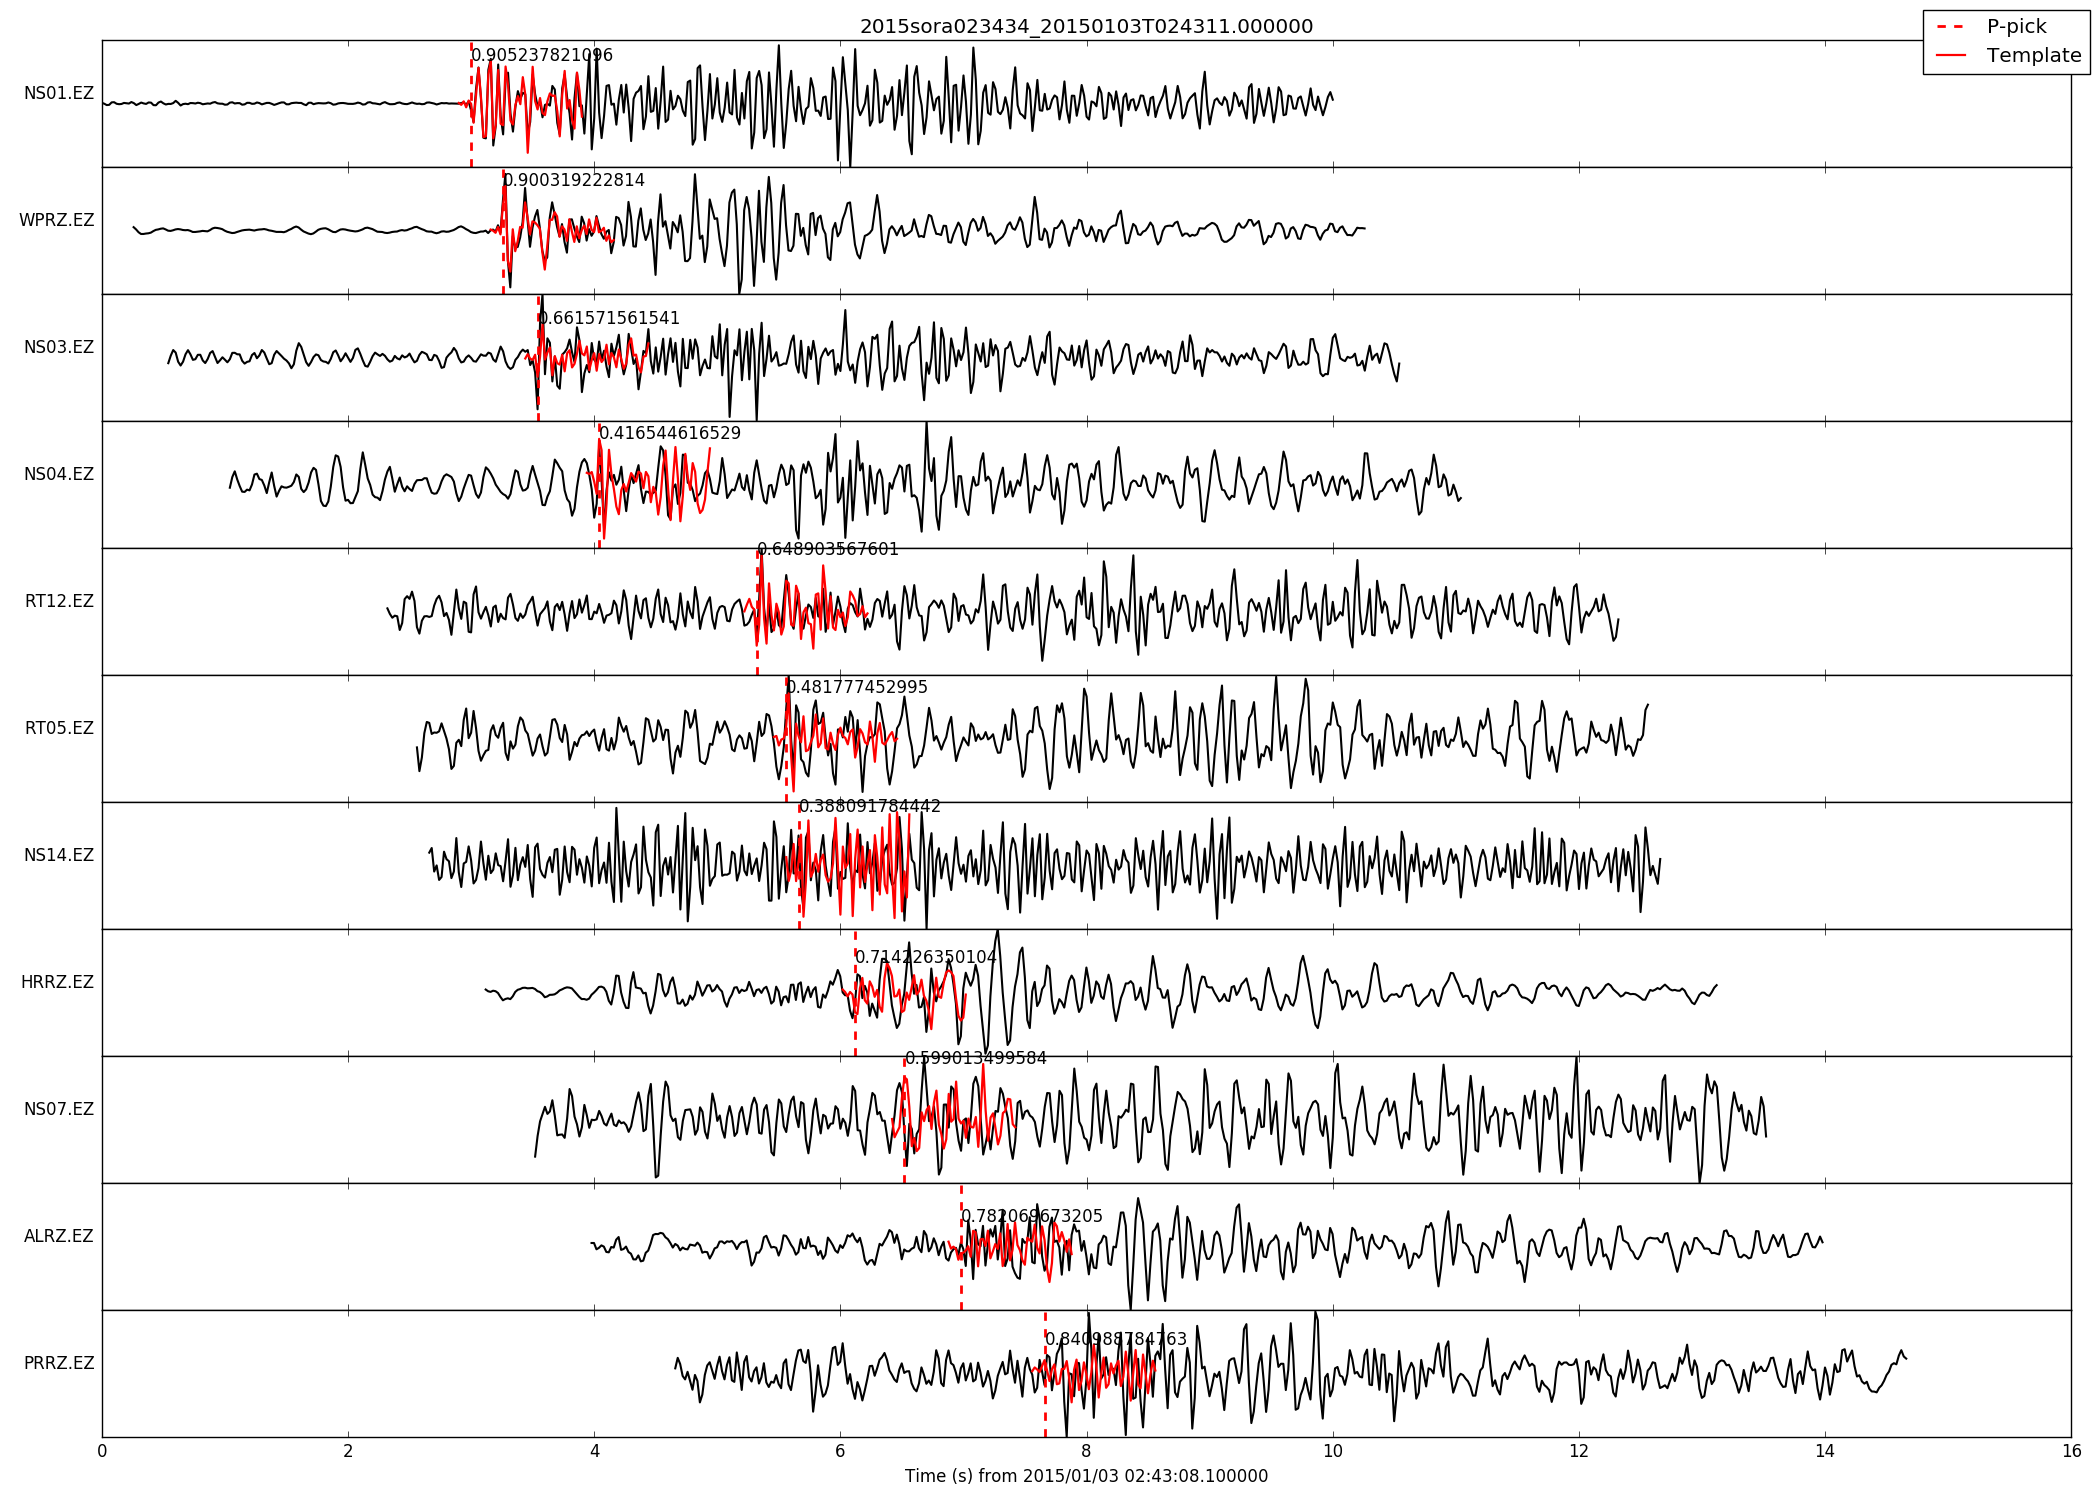 2015sora023434_20150103T024311.000000
P-pick
Template
NS01.EZ
0.905237821096
WPRZ.EZ
0.900319222814
NS03.EZ
0.661571561541
NS04.EZ
0.416544616529
RT12.EZ
0.648903567601
RT05.EZ
0.481777452995
NS14.EZ
0.388091784442
HRRZ.EZ
0.714226350104
NS07.EZ
0.599013499584
ALRZ.EZ
0.782069673205
PRRZ.EZ
0.840988784763
0 2 4 6 8 10 12 14 16
Time (s) from 2015/01/03 02:43:08.100000